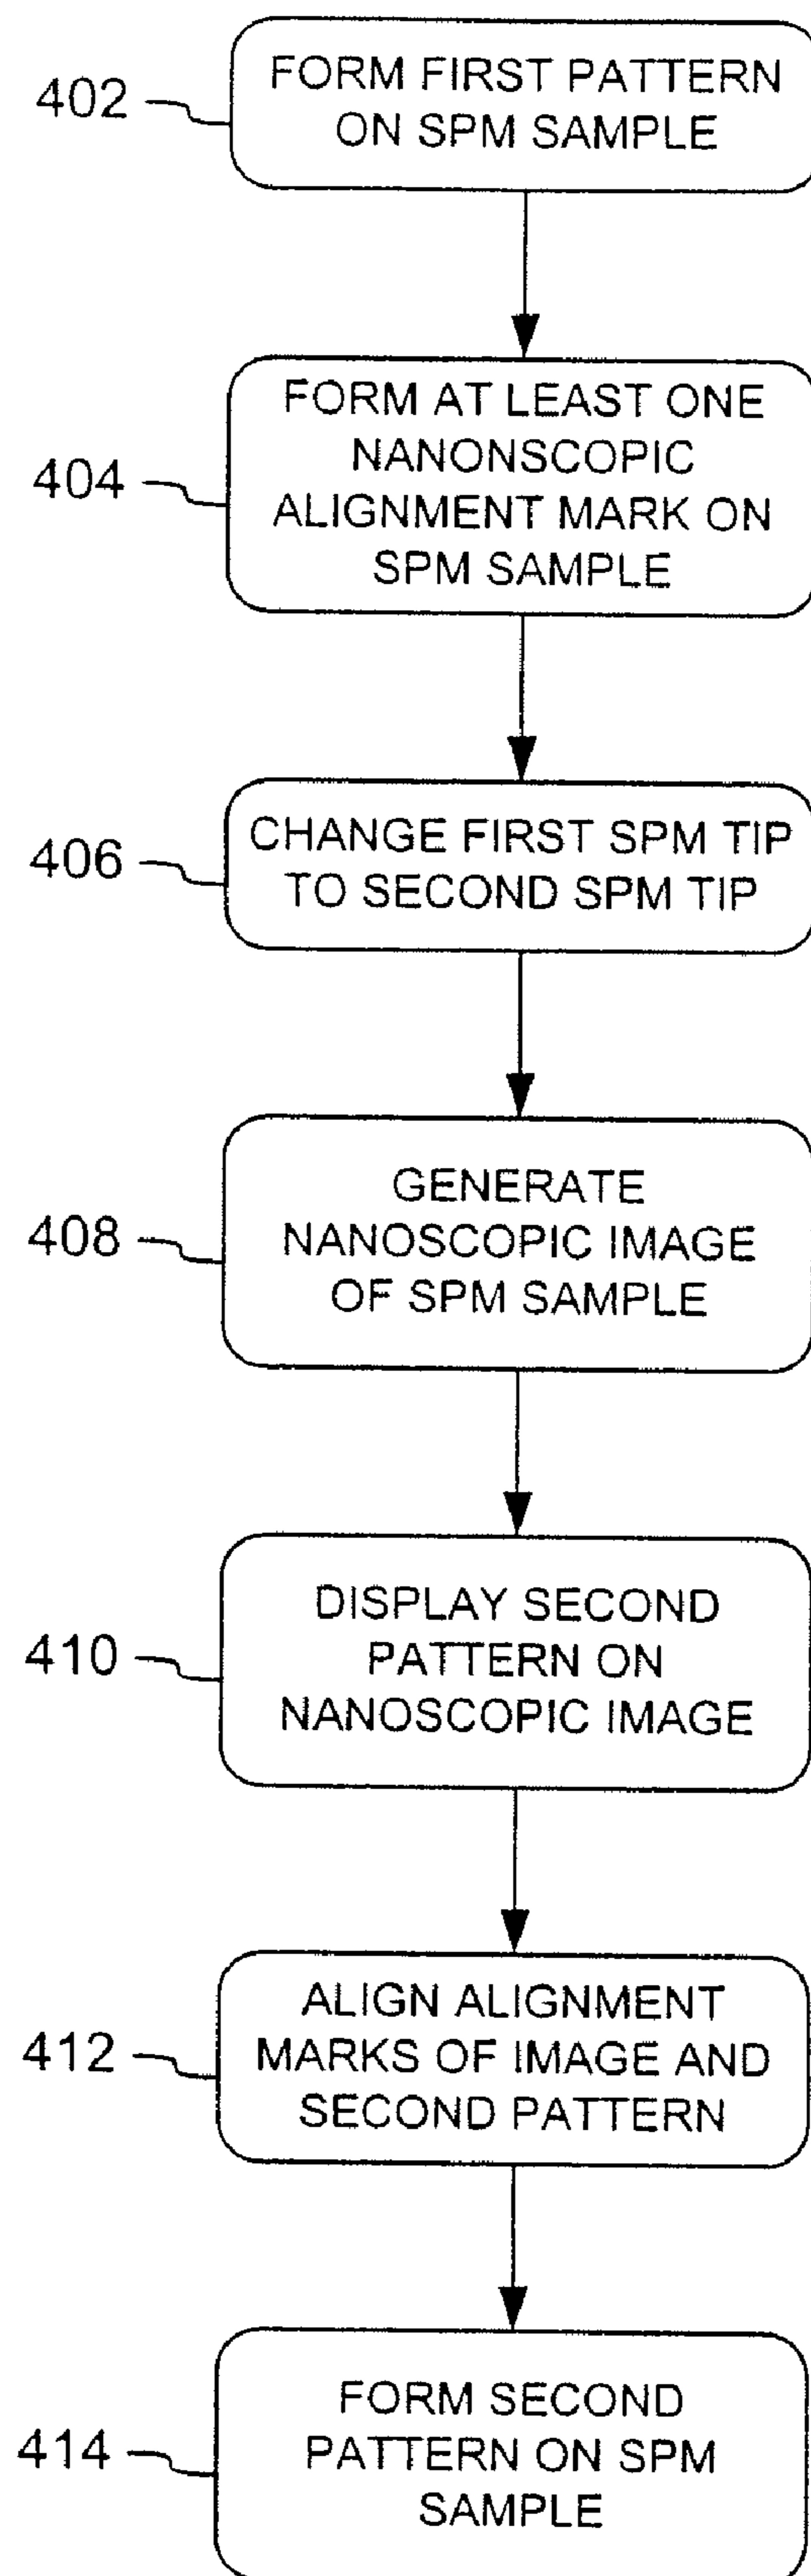 402
FORM FIRST PATTERN
ON SPM SAMPLE
404
FORM AT LEAST ONE
NANONSCOPIC
ALIGNMENT MARK ON
SPM SAMPLE
406
CHANGE FIRST SPM TIP
TO SECOND SPM TIP
408
GENERATE
NANOSCOPIC IMAGE
OF SPM SAMPLE
410
DISPLAY SECOND
PATTERN ON
NANOSCOPIC IMAGE
412
ALIGN ALIGNMENT
MARKS OF IMAGE AND
SECOND PATTERN
414
FORM SECOND
PATTERN ON SPM
SAMPLE